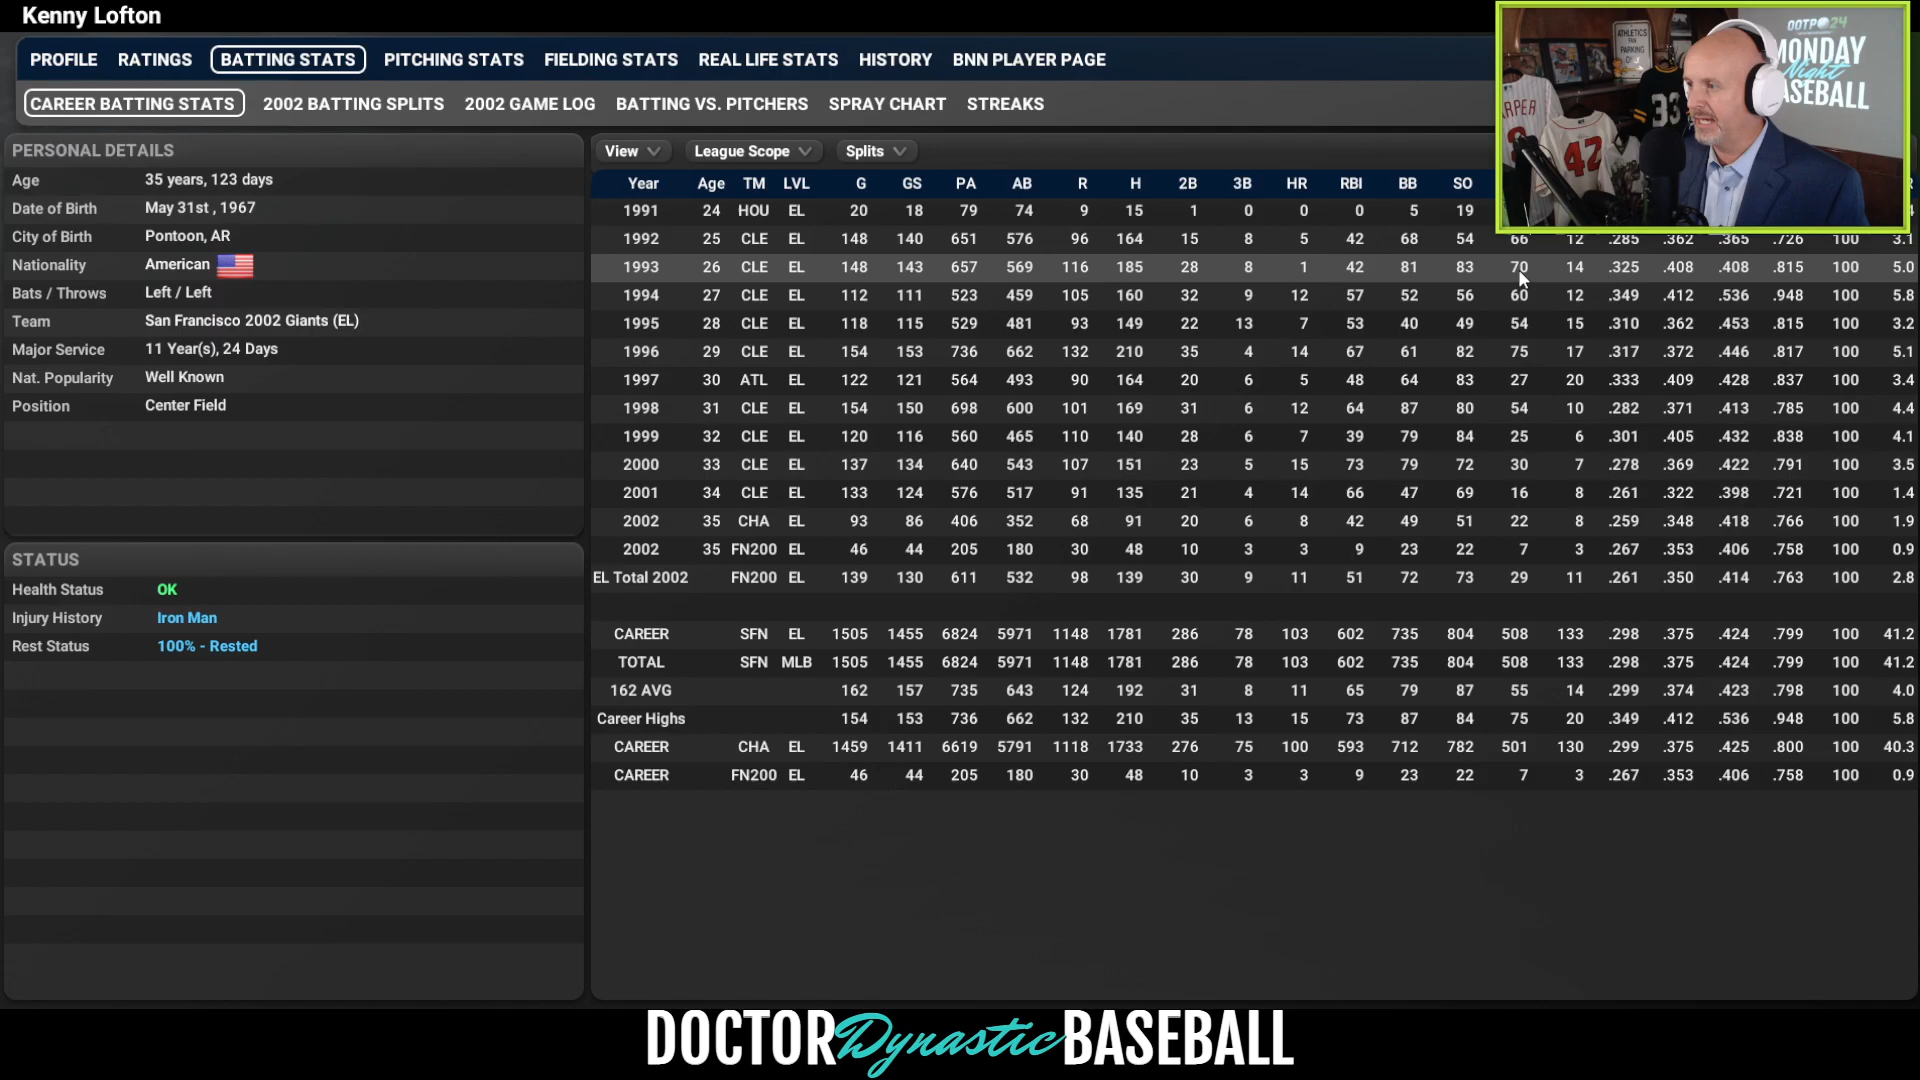 Kenny Lofton
PROFILE RATINGS BATTING STATS PITCHING STATS FIELDING STATS REAL LIFE STATS HISTORY BNN PLAYER PAGE
CAREER BATTING STATS 2002 BATTING SPLITS 2002 GAME LOG BATTING VS. PITCHERS SPRAY CHART STREAKS
PERSONAL DETAILS
Age 35 years, 123 days
Date of Birth May 31st , 1967
City of Birth Pontoon, AR
Nationality American
Bats / Throws Left / Left
Team San Francisco 2002 Giants (EL)
Major Service 11 Year(s), 24 Days
Nat. Popularity Well Known
Position Center Field
STATUS
Health Status OK
Injury History Iron Man
Rest Status 100% - Rested
View League Scope Splits
Year Age TM LVL G GS PA AB R H 2B 3B HR RBI BB SO
1991 24 HOU EL 20 18 79 74 9 15 1 0 0 0 5 19
1992 25 CLE EL 148 140 651 576 96 164 15 8 5 42 68 54 66 12 .285 .362 .365 .726 100 3.1
1993 26 CLE EL 148 143 657 569 116 185 28 8 1 42 81 83 70 14 .325 .408 .408 .815 100 5.0
1994 27 CLE EL 112 111 523 459 105 160 32 9 12 57 52 56 60 12 .349 .412 .536 .948 100 5.8
1995 28 CLE EL 118 115 529 481 93 149 22 13 7 53 40 49 54 15 .310 .362 .453 .815 100 3.2
1996 29 CLE EL 154 153 736 662 132 210 35 4 14 67 61 82 75 17 .317 .372 .446 .817 100 5.1
1997 30 ATL EL 122 121 564 493 90 164 20 6 5 48 64 83 27 20 .333 .409 .428 .837 100 3.4
1998 31 CLE EL 154 150 698 600 101 169 31 6 12 64 87 80 54 10 .282 .371 .413 .785 100 4.4
1999 32 CLE EL 120 116 560 465 110 140 28 6 7 39 79 84 25 6 .301 .405 .432 .838 100 4.1
2000 33 CLE EL 137 134 640 543 107 151 23 5 15 73 79 72 30 7 .278 .369 .422 .791 100 3.5
2001 34 CLE EL 133 124 576 517 91 135 21 4 14 66 47 69 16 8 .261 .322 .398 .721 100 1.4
2002 35 CHA EL 93 86 406 352 68 91 20 6 8 42 49 51 22 8 .259 .348 .418 .766 100 1.9
2002 35 FN200 EL 46 44 205 180 30 48 10 3 3 9 23 22 7 3 .267 .353 .406 .758 100 0.9
EL Total 2002 FN200 EL 139 130 611 532 98 139 30 9 11 51 72 73 29 11 .261 .350 .414 .763 100 2.8
CAREER SFN EL 1505 1455 6824 5971 1148 1781 286 78 103 602 735 804 508 133 .298 .375 .424 .799 100 41.2
TOTAL SFN MLB 1505 1455 6824 5971 1148 1781 286 78 103 602 735 804 508 133 .298 .375 .424 .799 100 41.2
162 AVG 162 157 735 643 124 192 31 8 11 65 79 87 55 14 .299 .374 .423 .798 100 4.0
Career Highs 154 153 736 662 132 210 35 13 15 73 87 84 75 20 .349 .412 .536 .948 100 5.8
CAREER CHA EL 1459 1411 6619 5791 1118 1733 276 75 100 593 712 782 501 130 .299 .375 .425 .800 100 40.3
CAREER FN200 EL 46 44 205 180 30 48 10 3 3 9 23 22 7 3 .267 .353 .406 .758 100 0.9
ATHLETICS
FAN
PARKING
33
42
OOTP 24
MONDAY
Night
BASEBALL
DOCTOR Dynastic BASEBALL